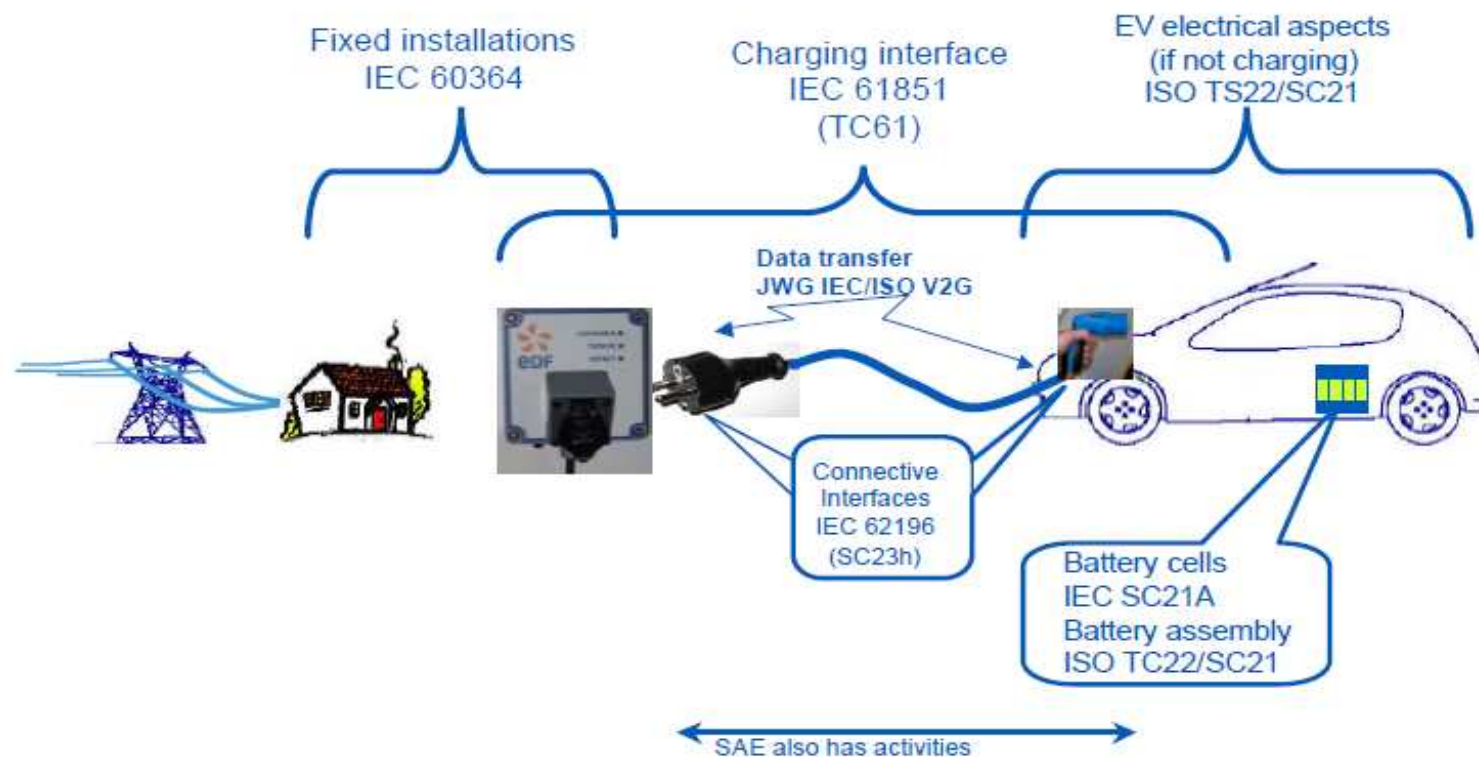 Fixed installations
IEC 60364
Charging interface
IEC 61851
(TC61)
EV electrical aspects
(if not charging)
ISO TS22/SC21
Data transfer
JWG IEC/ISO V2G
eDF
Connective
Interfaces
IEC 62196
(SC23h)
Battery cells
IEC SC21A
Battery assembly
ISO TC22/SC21
SAE also has activities